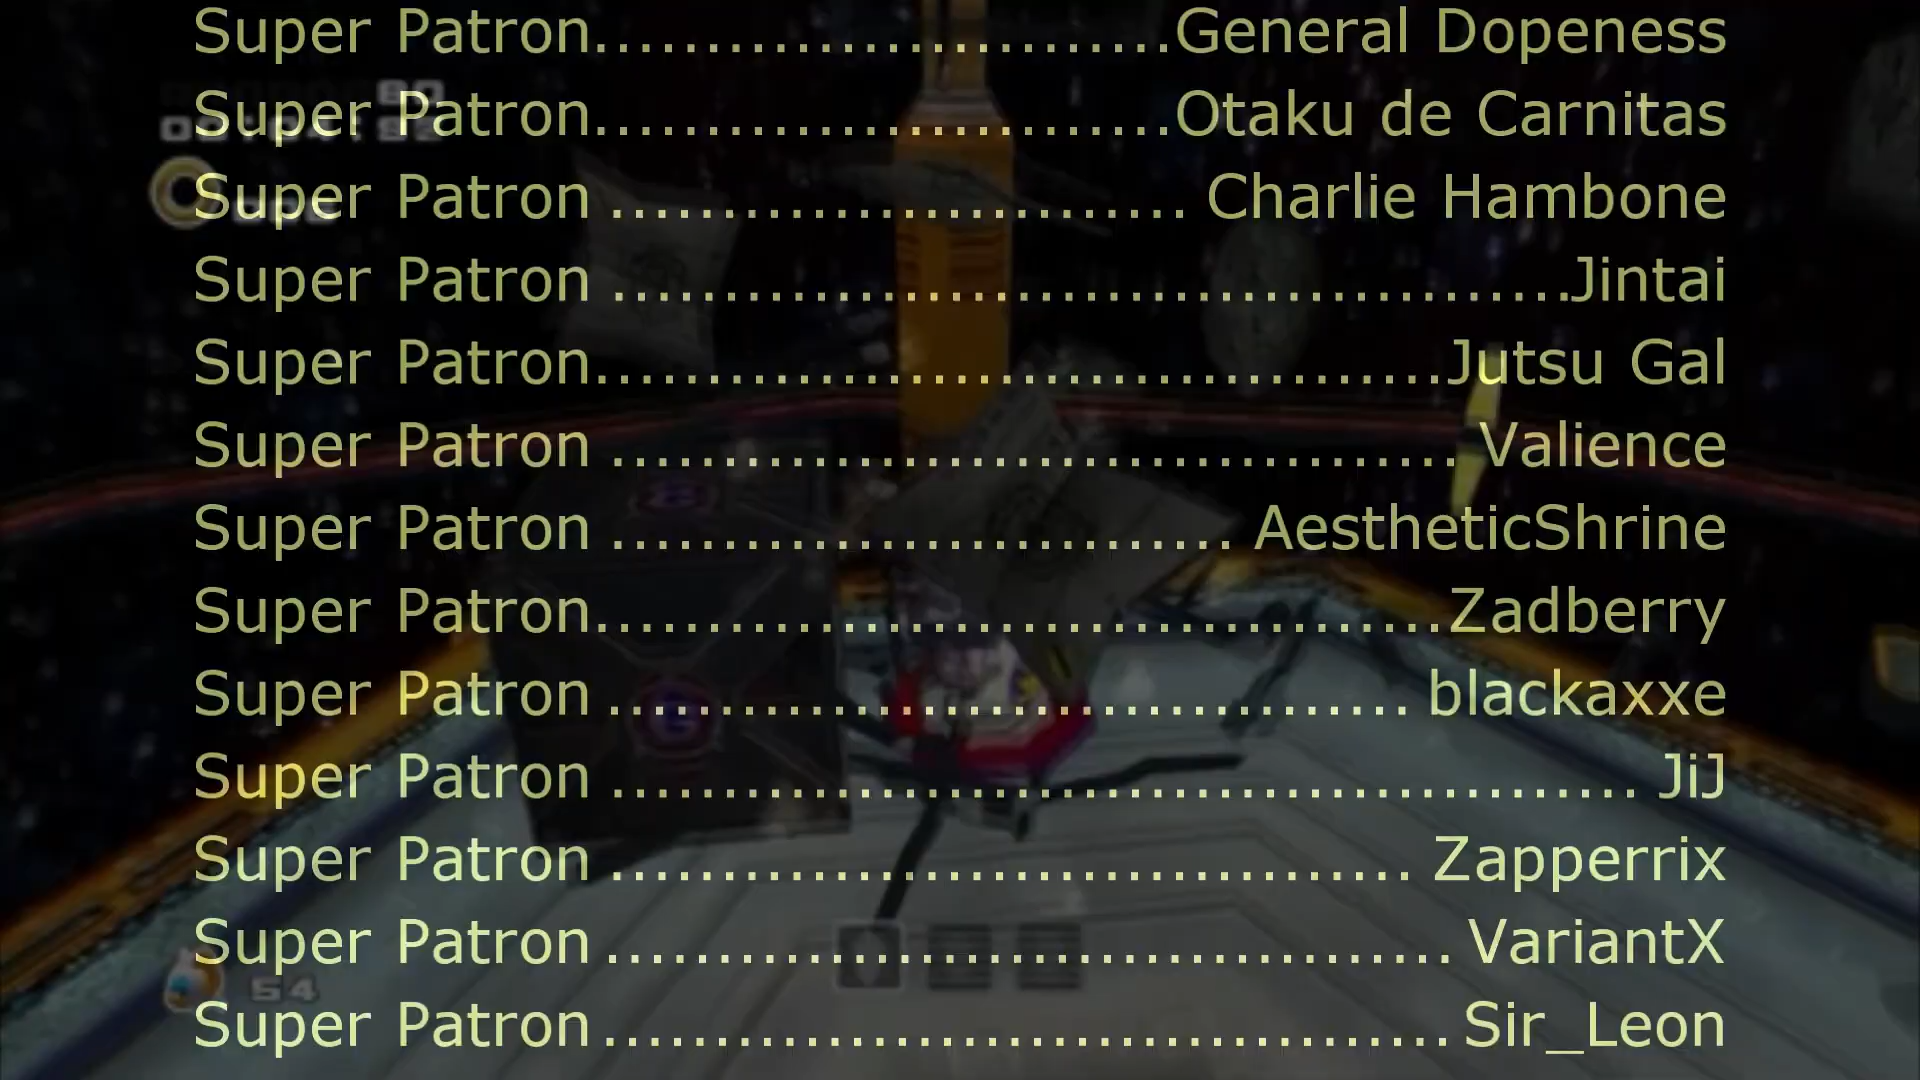 Super Patron.........................General Dopeness
Super Patron.........................Otaku de Carnitas
Super Patron ......................... Charlie Hambone
Super Patron ..........................................Jintai
Super Patron.....................................Jutsu Gal
Super Patron ..................................... Valience
Super Patron ............................ AestheticShrine
Super Patron.....................................Zadberry
Super Patron ................................... blackaxxe
Super Patron ............................................. JiJ
Super Patron ................................... Zapperrix
Super Patron ..................................... VariantX
Super Patron ..................................... Sir_Leon
54